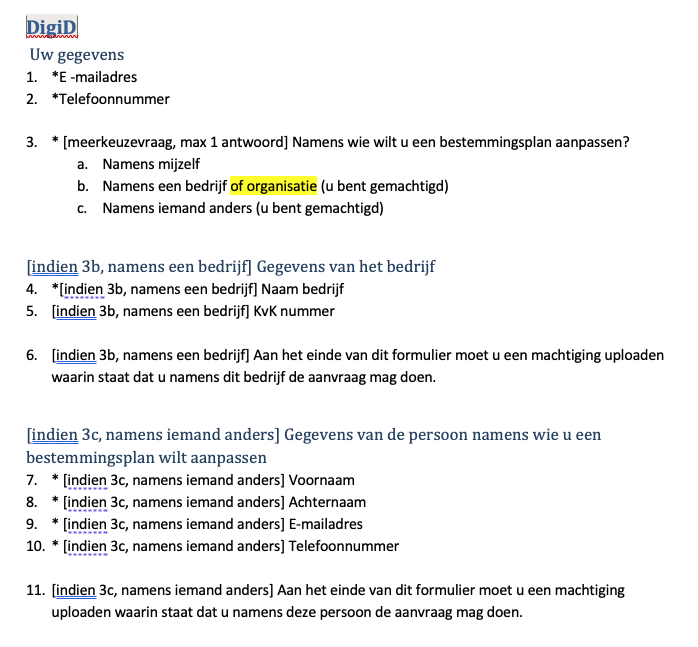 DigiD
Uw gegevens
1. *E -mailadres
2. *Telefoonnummer
3. * [meerkeuzevraag, max 1 antwoord] Namens wie wilt u een bestemmingsplan aanpassen?
a. Namens mijzelf
b. Namens een bedrijf of organisatie (u bent gemachtigd)
c. Namens iemand anders (u bent gemachtigd)
[indien 3b, namens een bedrijf] Gegevens van het bedrijf
4. *[indien 3b, namens een bedrijf] Naam bedrijf
5. [indien 3b, namens een bedrijf] KvK nummer
6. [indien 3b, namens een bedrijf] Aan het einde van dit formulier moet u een machtiging uploaden
waarin staat dat u namens dit bedrijf de aanvraag mag doen.
[indien 3c, namens iemand anders] Gegevens van de persoon namens wie u een
bestemmingsplan wilt aanpassen
7. * [indien 3c, namens iemand anders] Voornaam
8. * [indien 3c, namens iemand anders] Achternaam
9. * [indien 3c, namens iemand anders] E-mailadres
10. * [indien 3c, namens iemand anders] Telefoonnummer
11. [indien 3c, namens iemand anders] Aan het einde van dit formulier moet u een machtiging
uploaden waarin staat dat u namens deze persoon de aanvraag mag doen.